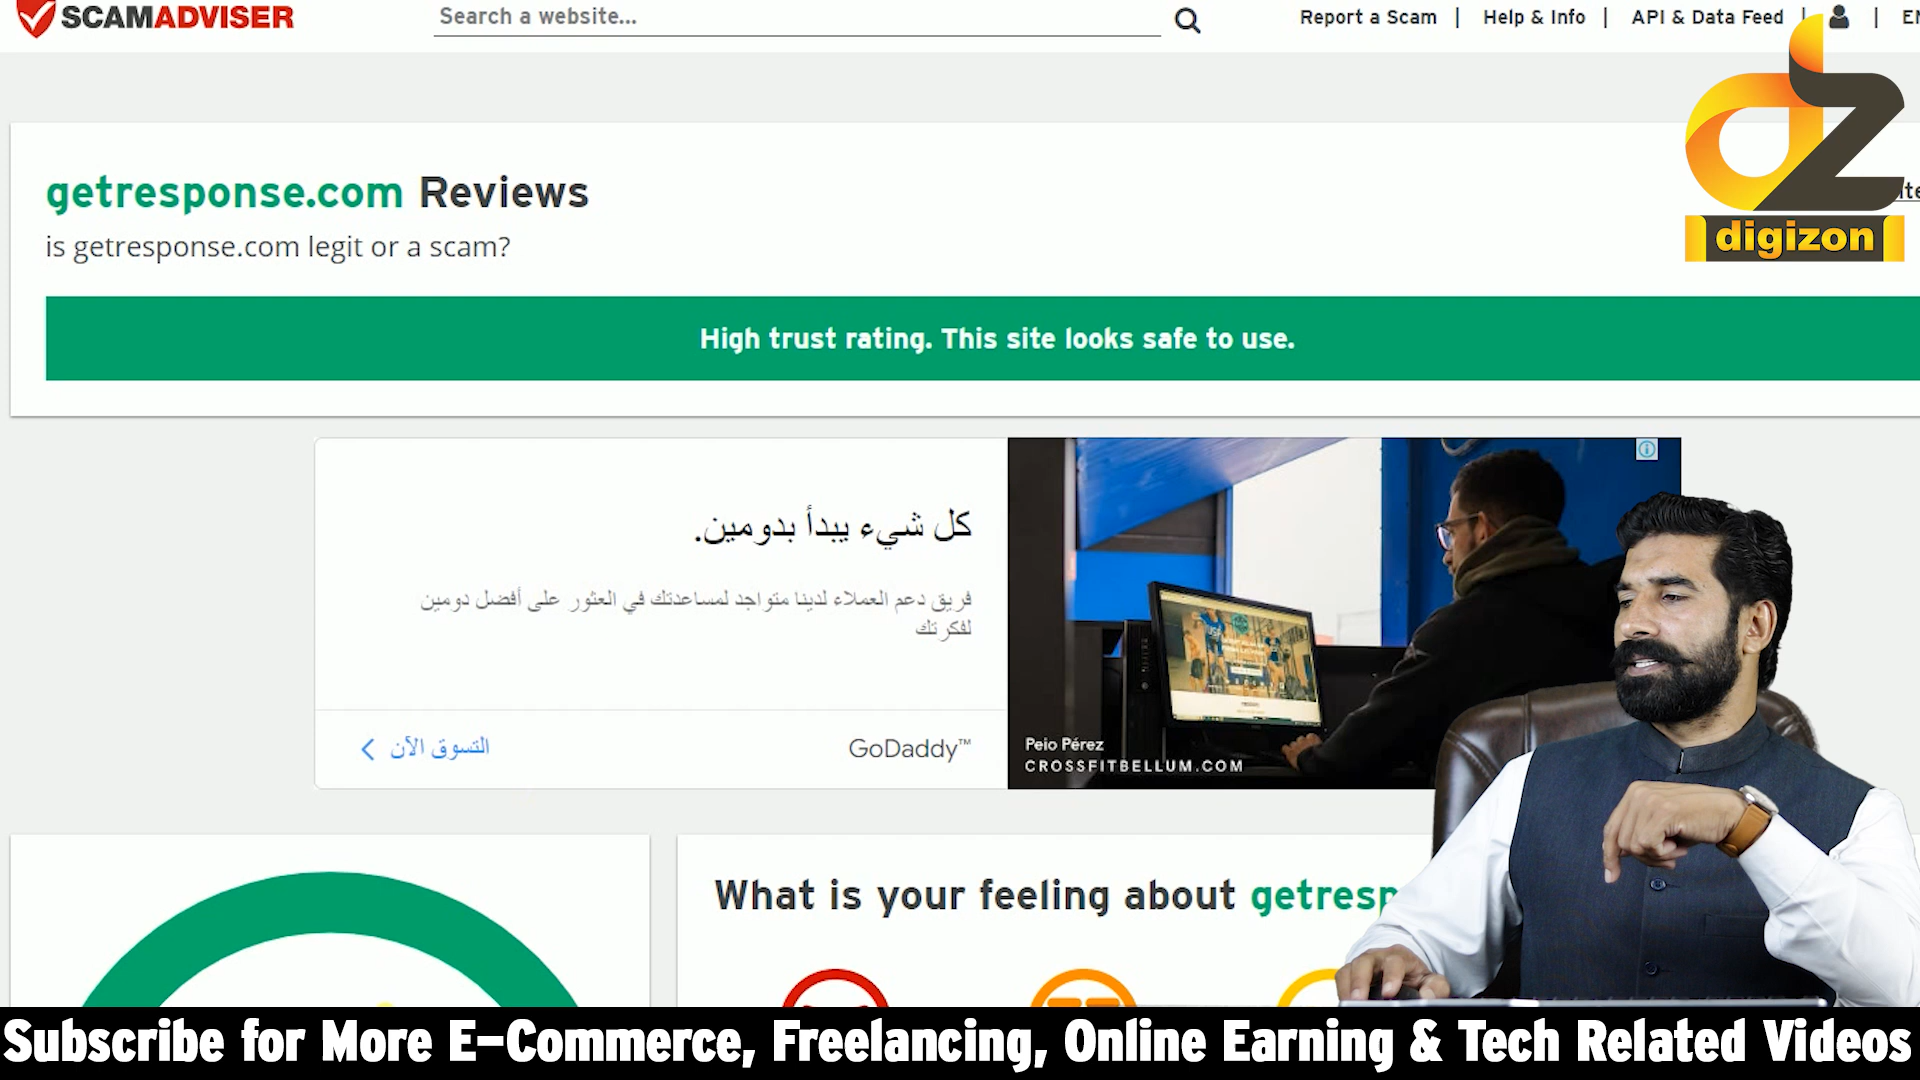 SCAMADVISER
Search a website...
Report a Scam | Help & Info | API & Data Feed | | EN
getresponse.com Reviews
is getresponse.com legit or a scam?
digizon
High trust rating. This site looks safe to use.
كل شيء يبدأ بدومين.
فريق دعم العملاء لدينا متواجد لمساعدتك في العثور على أفضل دومين
لفكرتك
التسوق الآن
GoDaddy™
Peio Pérez
CROSSFITBELLUM.COM
What is your feeling about getresp
Subscribe for More E-Commerce, Freelancing, Online Earning & Tech Related Videos